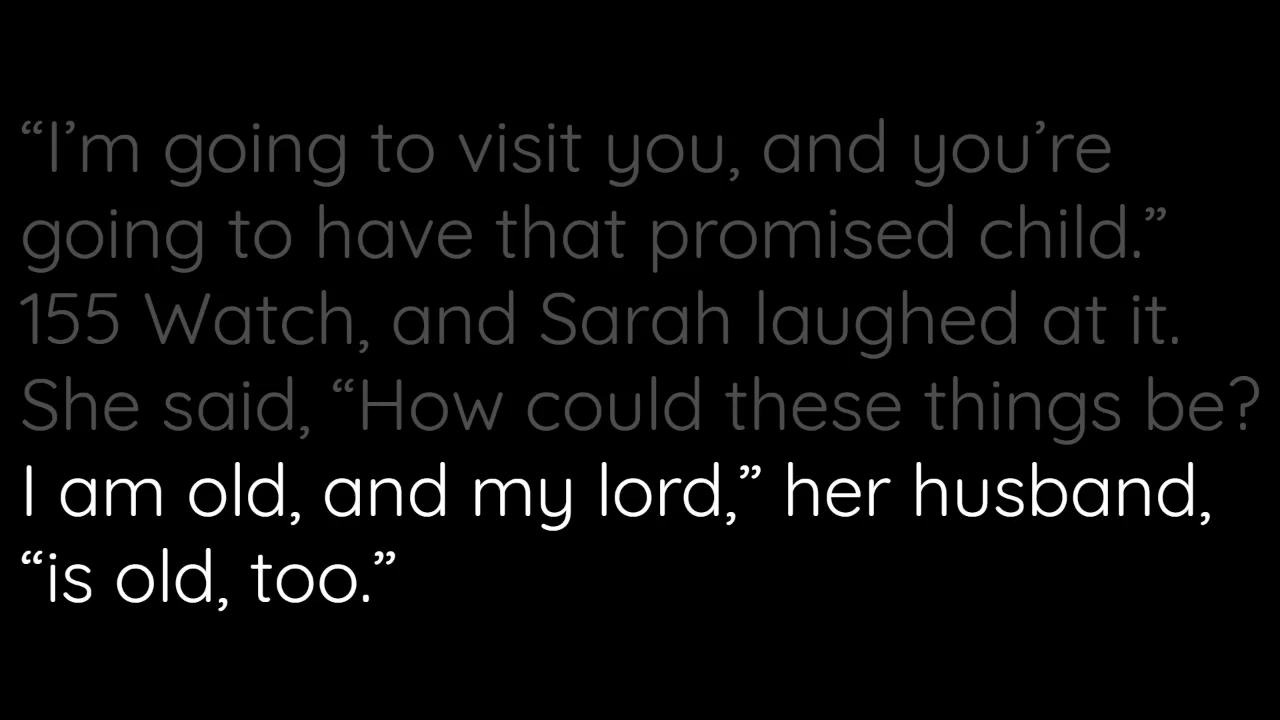 “I’m going to visit you, and you’re
going to have that promised child.”
155 Watch, and Sarah laughed at it.
She said, “How could these things be?
I am old, and my lord,” her husband,
“is old, too.”